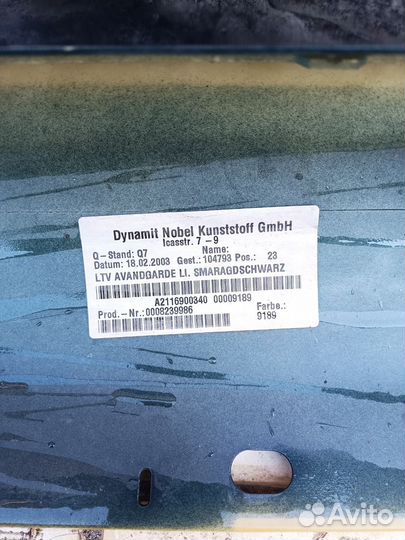 Dynamit Nobel Kunststoff GmbH
Icasstr. 7 - 9
Q-Stand: Q7 Name:
Datum: 18.02.2003 Gest.: 104793 Pos.: 23
LTV AVANDGARDE LI. SMARAGDSCHWARZ
A2116900340 00009189
Prod.-Nr.:0008239986 Farbe.:
9189
Avito